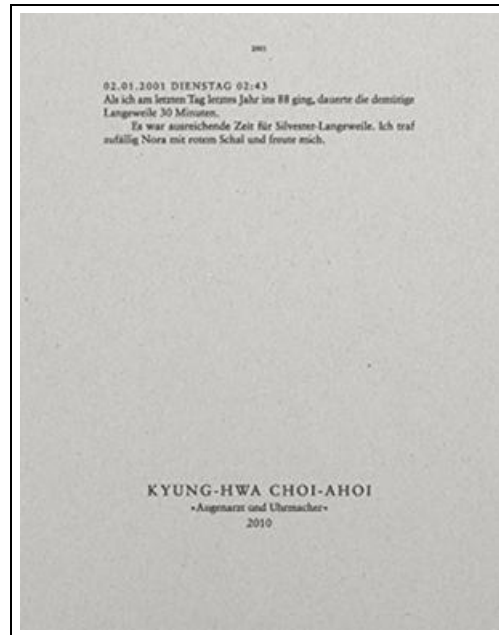 2001
02.01.2001 DIENSTAG 02:43
Als ich am letzten Tag letztes Jahr ins 88 ging, dauerte die demütige
Langeweile 30 Minuten.
Es war ausreichende Zeit für Silvester-Langeweile. Ich traf
zufällig Nora mit rotem Schal und freute mich.
KYUNG-HWA CHOI-AHOI
»Augenarzt und Uhrmacher«
2010